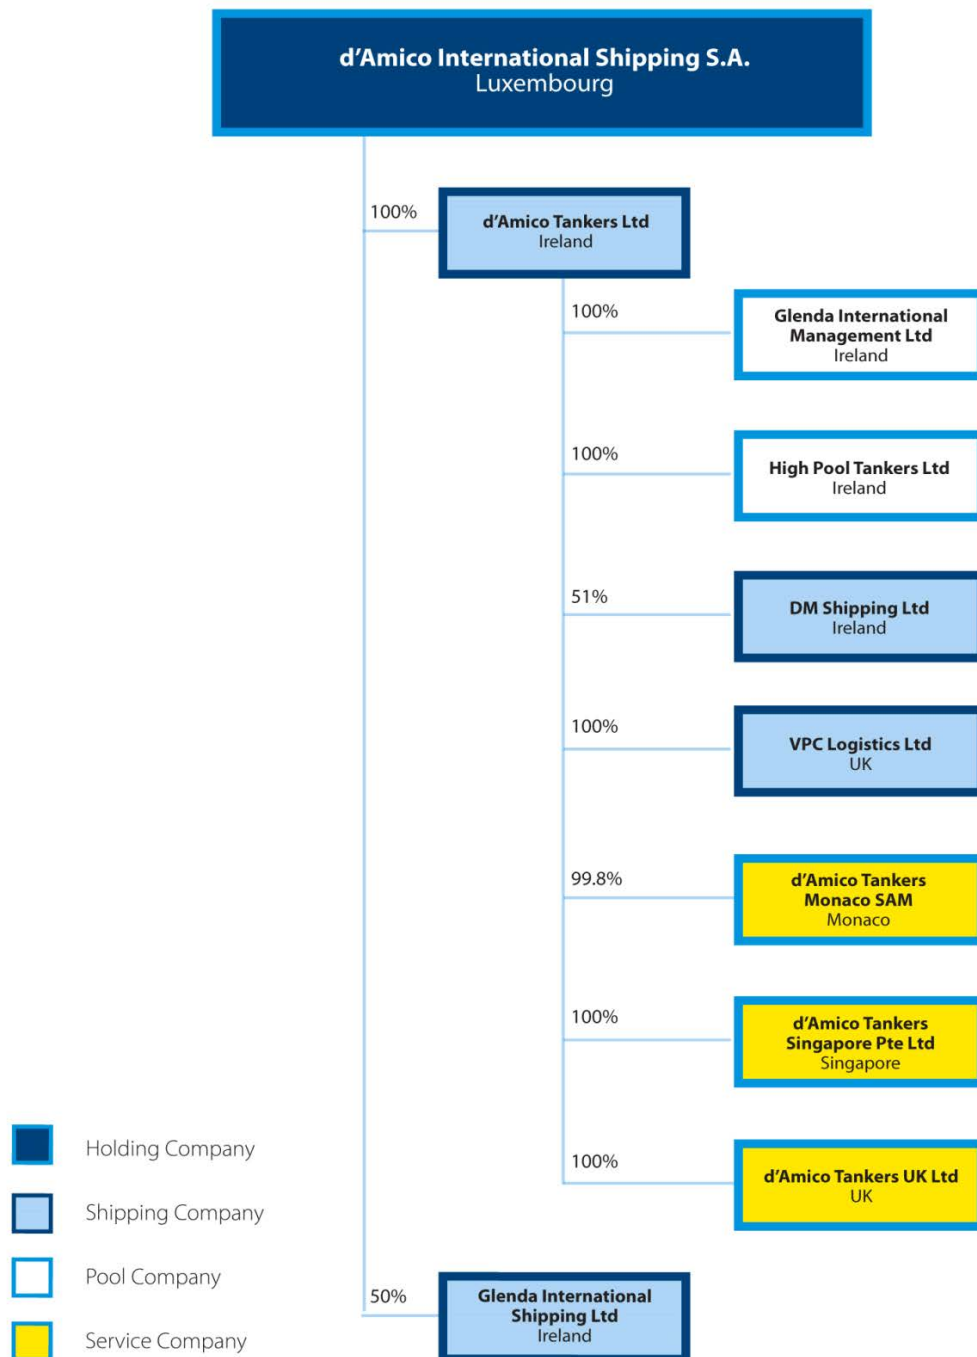 d’Amico International Shipping S.A.
Luxembourg
100%
d’Amico Tankers Ltd
Ireland
100%
Glenda International
Management Ltd
Ireland
100%
High Pool Tankers Ltd
Ireland
51%
DM Shipping Ltd
Ireland
100%
VPC Logistics Ltd
UK
99.8%
d’Amico Tankers
Monaco SAM
Monaco
100%
d’Amico Tankers
Singapore Pte Ltd
Singapore
100%
d’Amico Tankers UK Ltd
UK
50%
Glenda International
Shipping Ltd
Ireland
Holding Company
Shipping Company
Pool Company
Service Company